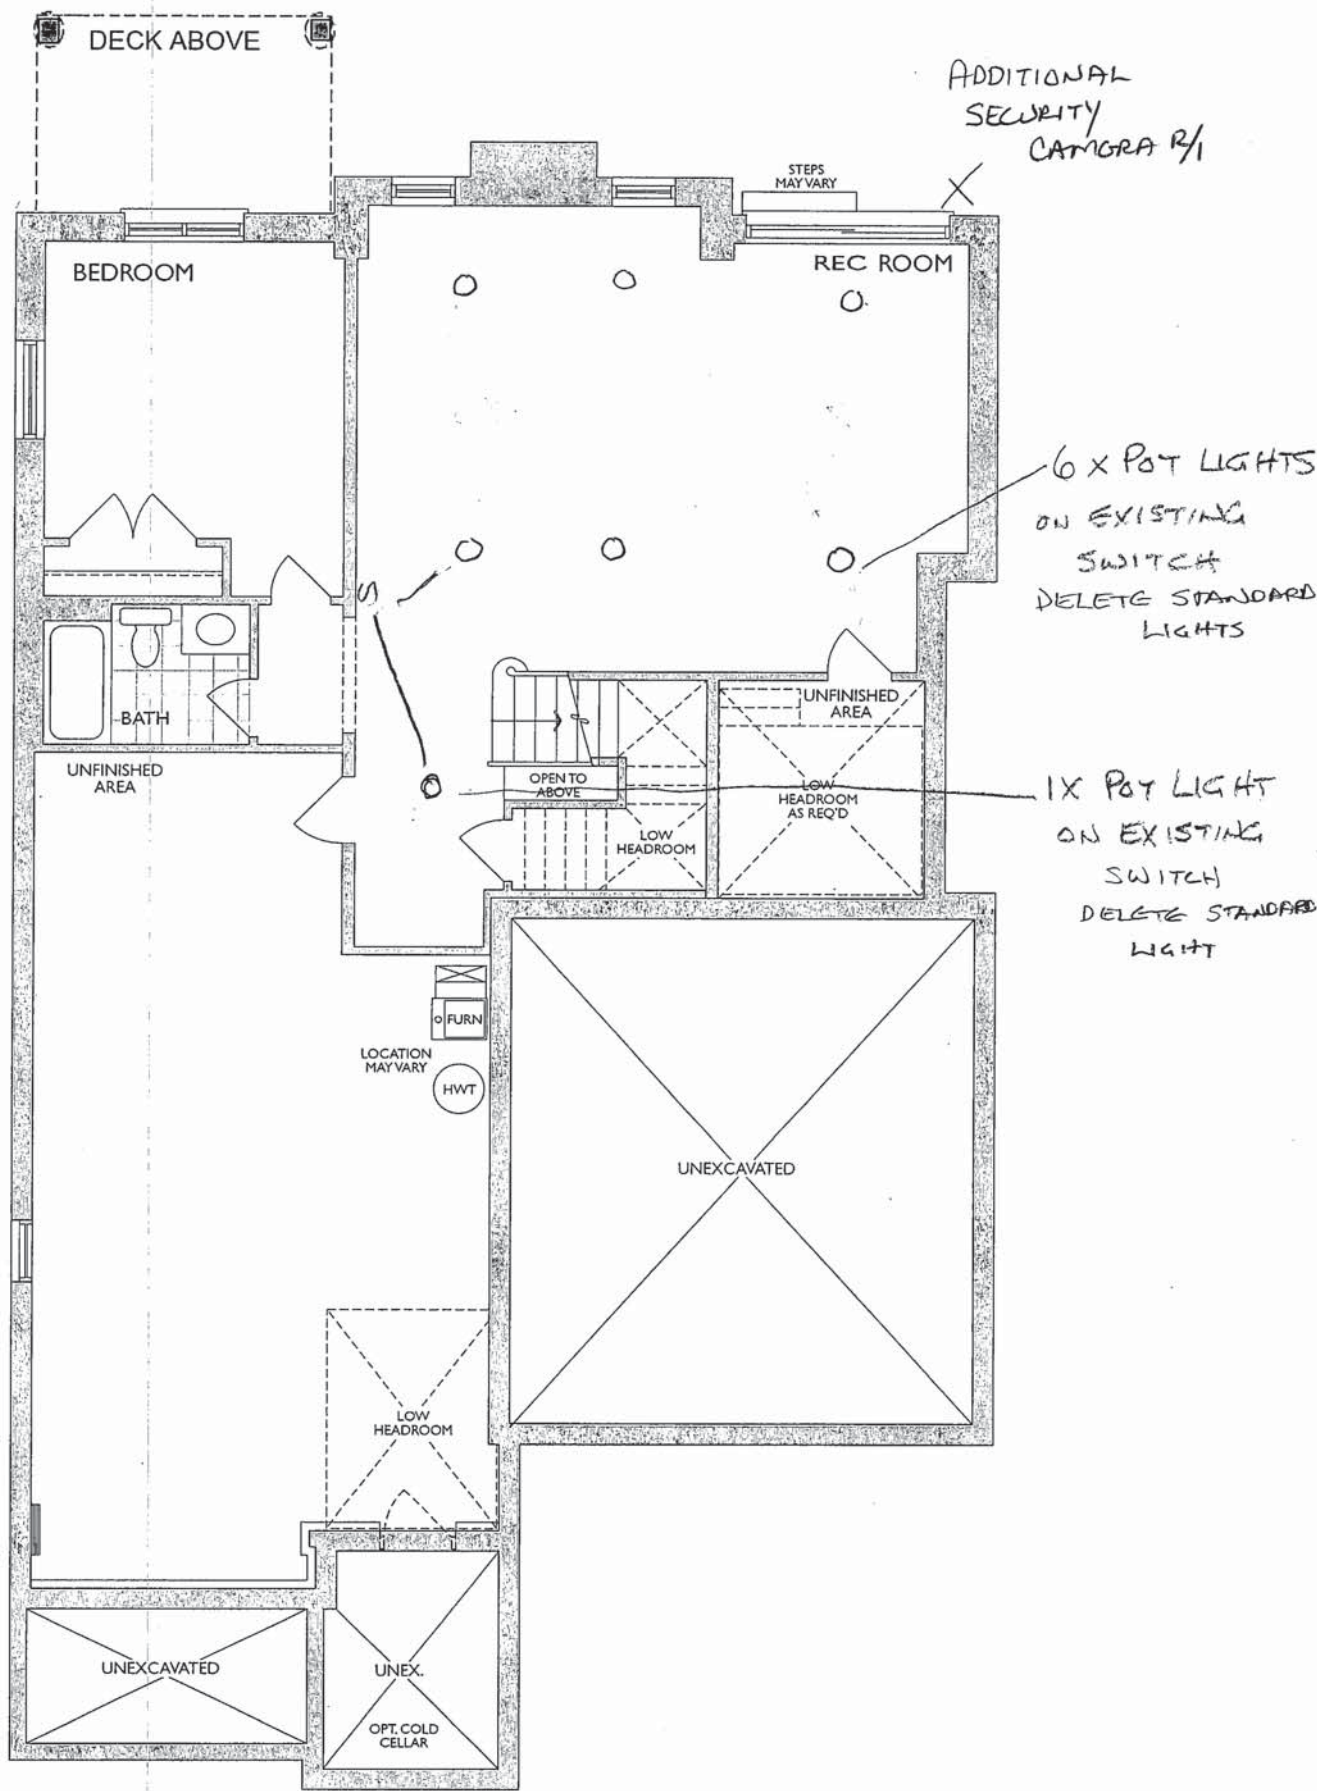 DECK ABOVE
ADDITIONAL
SECURITY
CAMERA R/I
STEPS
MAY VARY
X
BEDROOM
REC ROOM
6 X POT LIGHTS
ON EXISTING
SWITCH
DELETE STANDARD
LIGHTS
S
BATH
UNFINISHED
AREA
UNFINISHED
AREA
OPEN TO
ABOVE
LOW
HEADROOM
AS REQ'D
LOW
HEADROOM
1X POT LIGHT
ON EXISTING
SWITCH
DELETE STANDARD
LIGHT
FURN
LOCATION
MAY VARY
HWT
UNEXCAVATED
LOW
HEADROOM
UNEXCAVATED
UNEX.
OPT. COLD
CELLAR